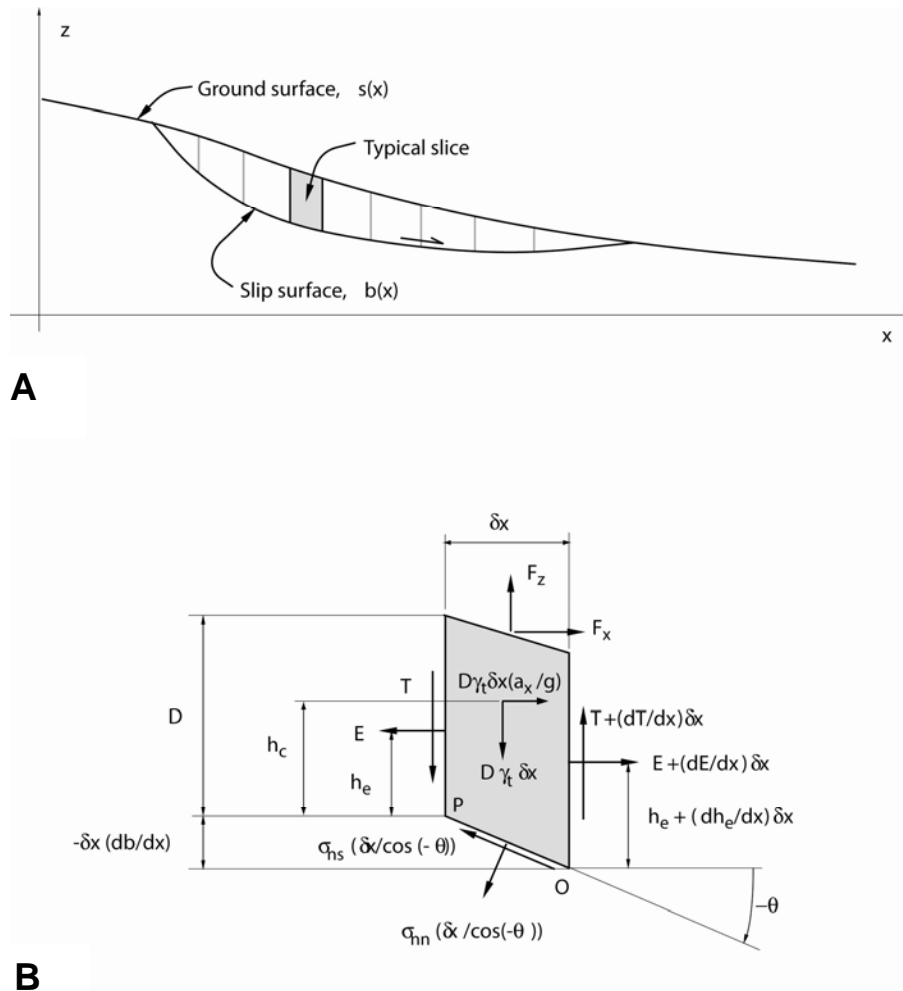 z
Ground surface, s(x)
Typical slice
Slip surface, b(x)
x
A
δx
F_z
F_x
T
Dγ_tδx(a_x/g)
D
T+(dT/dx)δx
E
h_c
E+(dE/dx)δx
D γ_t δx
h_e
P
h_e+(dh_e/dx)δx
-δx(db/dx)
σ_ns(δx/cos(-θ))
O
-θ
σ_nn(δx/cos(-θ))
B